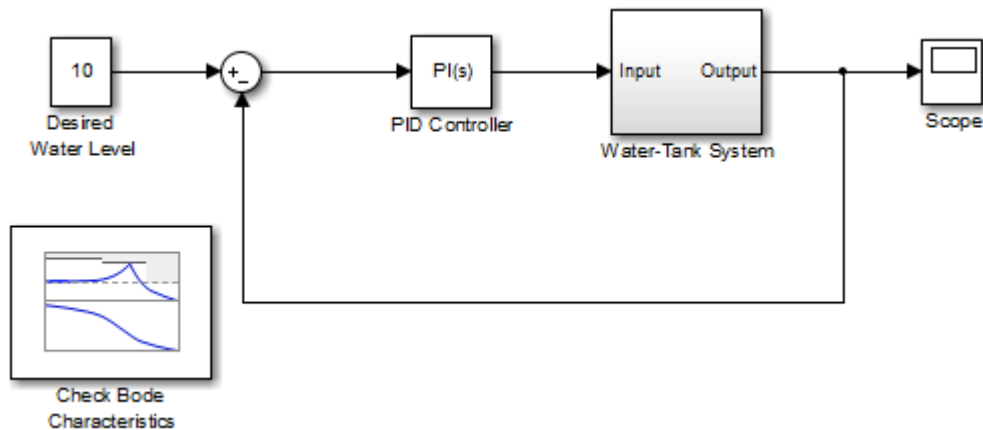 10
+
−
PI(s)
Input
Output
Desired
Water Level
PID Controller
Water-Tank System
Scope
Check Bode
Characteristics